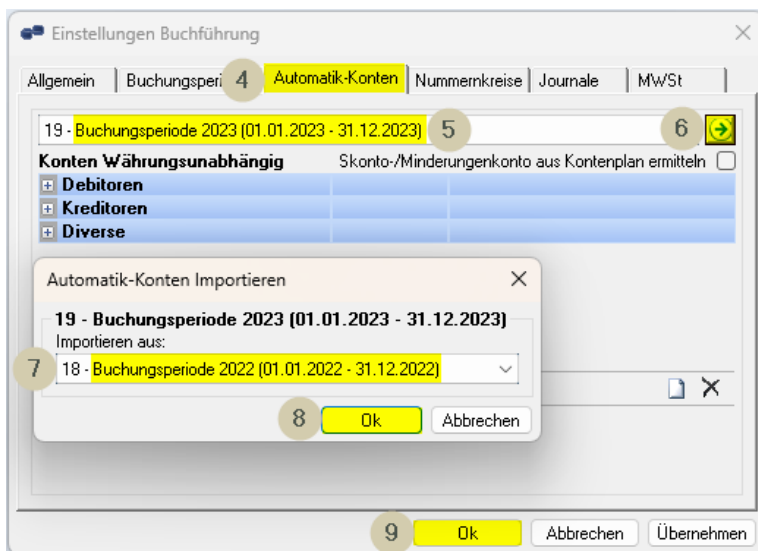 Einstellungen Buchführung
Allgemein Buchungsperi 4 Automatik-Konten Nummernkreise Journale MWSt
19 - Buchungsperiode 2023 (01.01.2023 - 31.12.2023) 5 6
Konten Währungsunabhängig Skonto-/Minderungenkonto aus Kontenplan ermitteln
Debitoren
Kreditoren
Diverse
Automatik-Konten Importieren
19 - Buchungsperiode 2023 (01.01.2023 - 31.12.2023)
Importieren aus:
7 18 - Buchungsperiode 2022 (01.01.2022 - 31.12.2022)
8 Ok Abbrechen
9 Ok Abbrechen Übernehmen